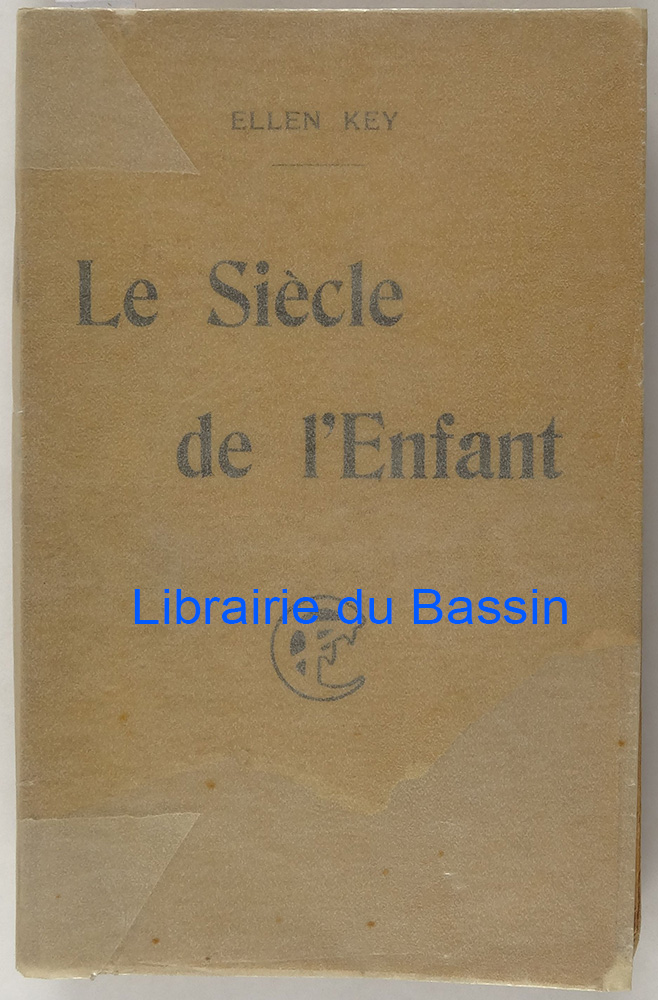 ELLEN KEY
Le Siècle
de l'Enfant
Librairie du Bassin